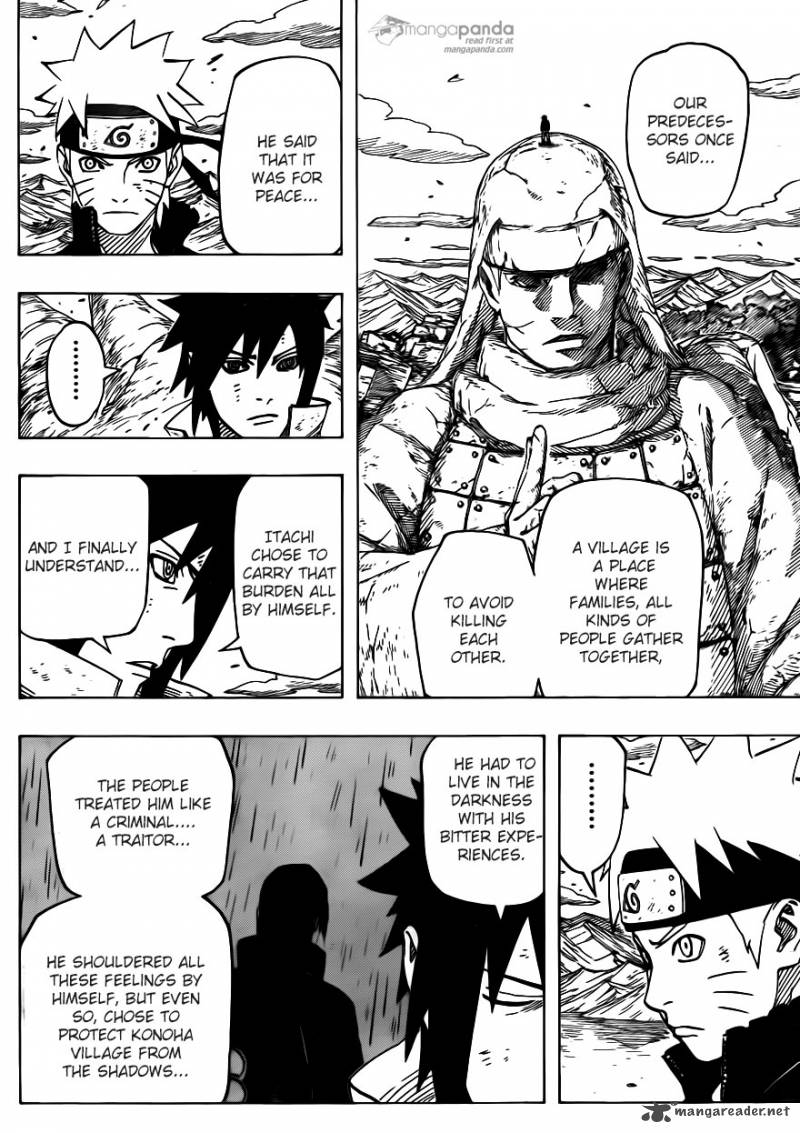 mangapanda
read first at
mangapanda.com
OUR
PREDECES-
SORS ONCE
SAID...
A VILLAGE IS
A PLACE
WHERE
FAMILIES, ALL
KINDS OF
PEOPLE GATHER
TOGETHER,
TO AVOID
KILLING
EACH
OTHER.
HE SAID
THAT IT
WAS FOR
PEACE...
........
ITACHI
CHOSE TO
CARRY THAT
BURDEN ALL
BY HIMSELF.
AND I FINALLY
UNDERSTAND...
........
HE HAD TO
LIVE IN THE
DARKNESS
WITH HIS
BITTER EXPE-
RIENCES.
THE PEOPLE
TREATED HIM LIKE
A CRIMINAL....
A TRAITOR...
HE SHOULDERED ALL
THESE FEELINGS BY
HIMSELF, BUT EVEN
SO, CHOSE TO
PROTECT KONOHA
VILLAGE FROM
THE SHADOWS...
mangareader.net